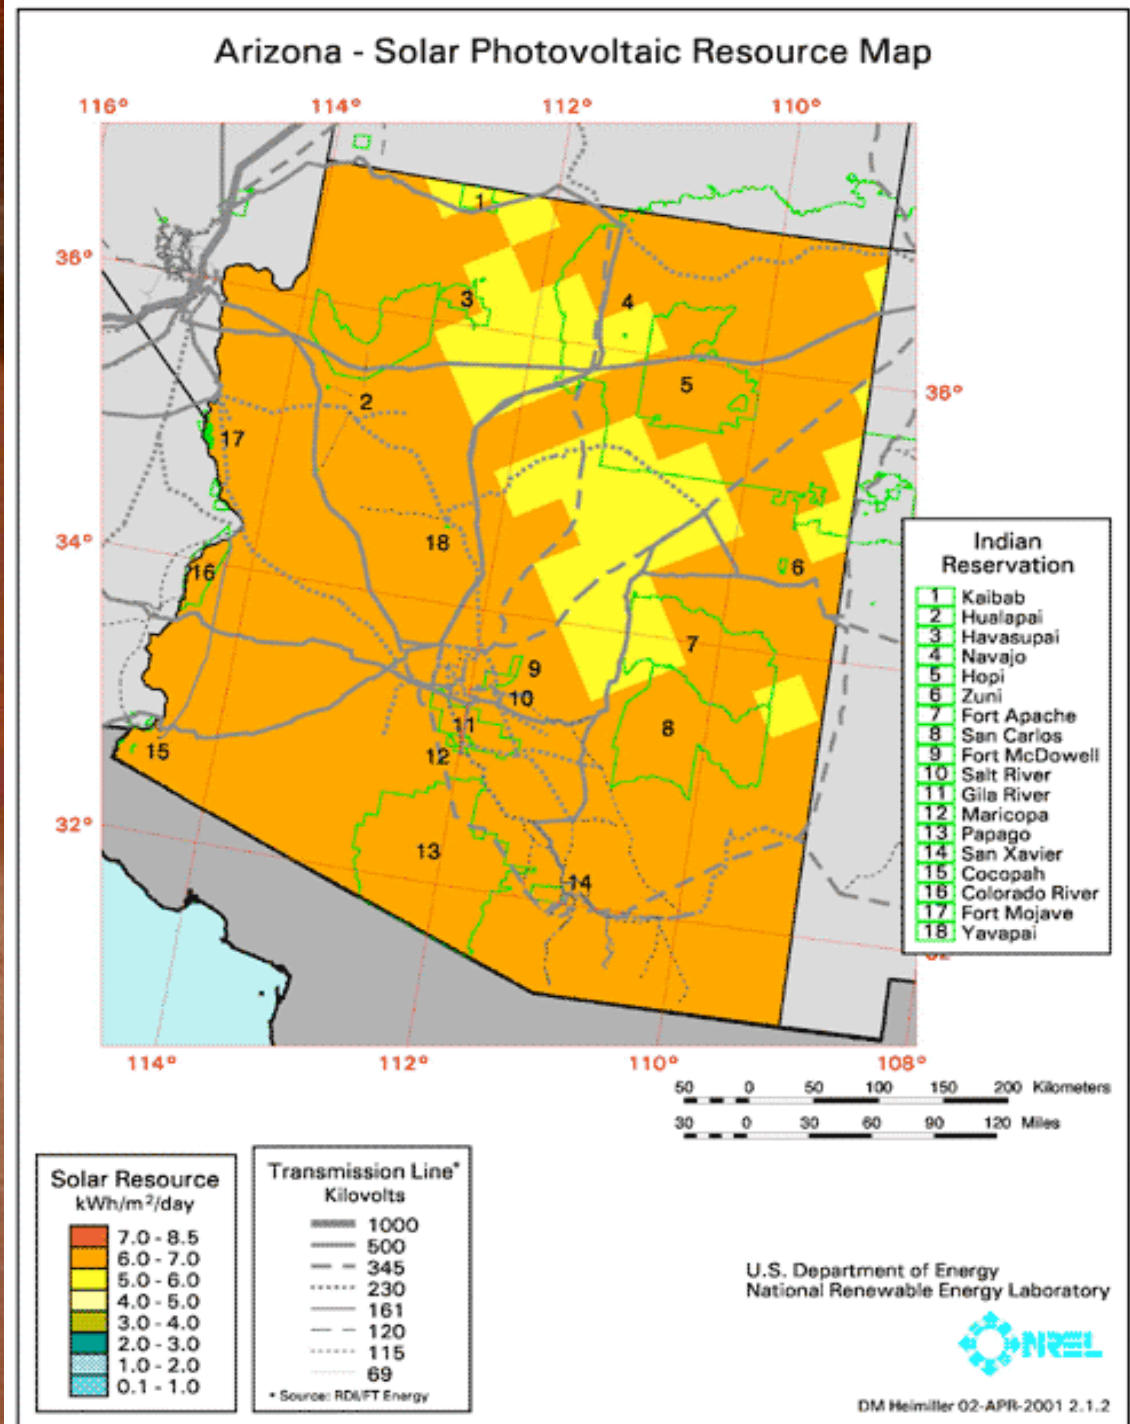 Arizona - Solar Photovoltaic Resource Map
116° 114° 112° 110°
1
36°
3 4
5
2
36°
17
34°
18
6
16
7
9
10
8
11
15
12
32°
13
14
114° 112° 110° 108°
Indian
Reservation
1 Kaibab
2 Hualapai
3 Havasupai
4 Navajo
5 Hopi
6 Zuni
7 Fort Apache
8 San Carlos
9 Fort McDowell
10 Salt River
11 Gila River
12 Maricopa
13 Papago
14 San Xavier
15 Cocopah
16 Colorado River
17 Fort Mojave
18 Yavapai
50 0 50 100 150 200 Kilometers
30 0 30 60 90 120 Miles
Solar Resource
kWh/m²/day
7.0 - 8.5
6.0 - 7.0
5.0 - 6.0
4.0 - 5.0
3.0 - 4.0
2.0 - 3.0
1.0 - 2.0
0.1 - 1.0
Transmission Line*
Kilovolts
1000
500
345
230
161
120
115
69
* Source: RDI/FT Energy
U.S. Department of Energy
National Renewable Energy Laboratory
NREL
DM Heimiller 02-APR-2001 2.1.2